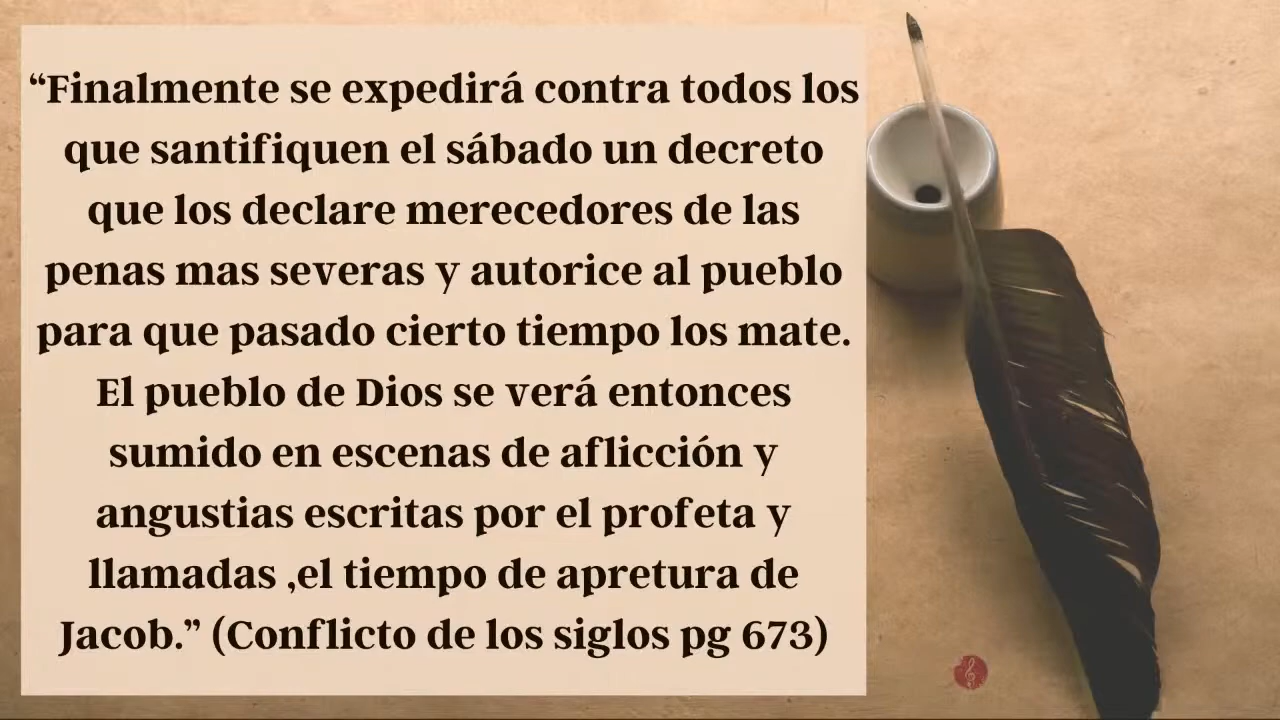 “Finalmente se expedirá contra todos los
que santifiquen el sábado un decreto
que los declare merecedores de las
penas mas severas y autorice al pueblo
para que pasado cierto tiempo los mate.
El pueblo de Dios se verá entonces
sumido en escenas de aflicción y
angustias escritas por el profeta y
llamadas ,el tiempo de apretura de
Jacob.” (Conflicto de los siglos pg 673)